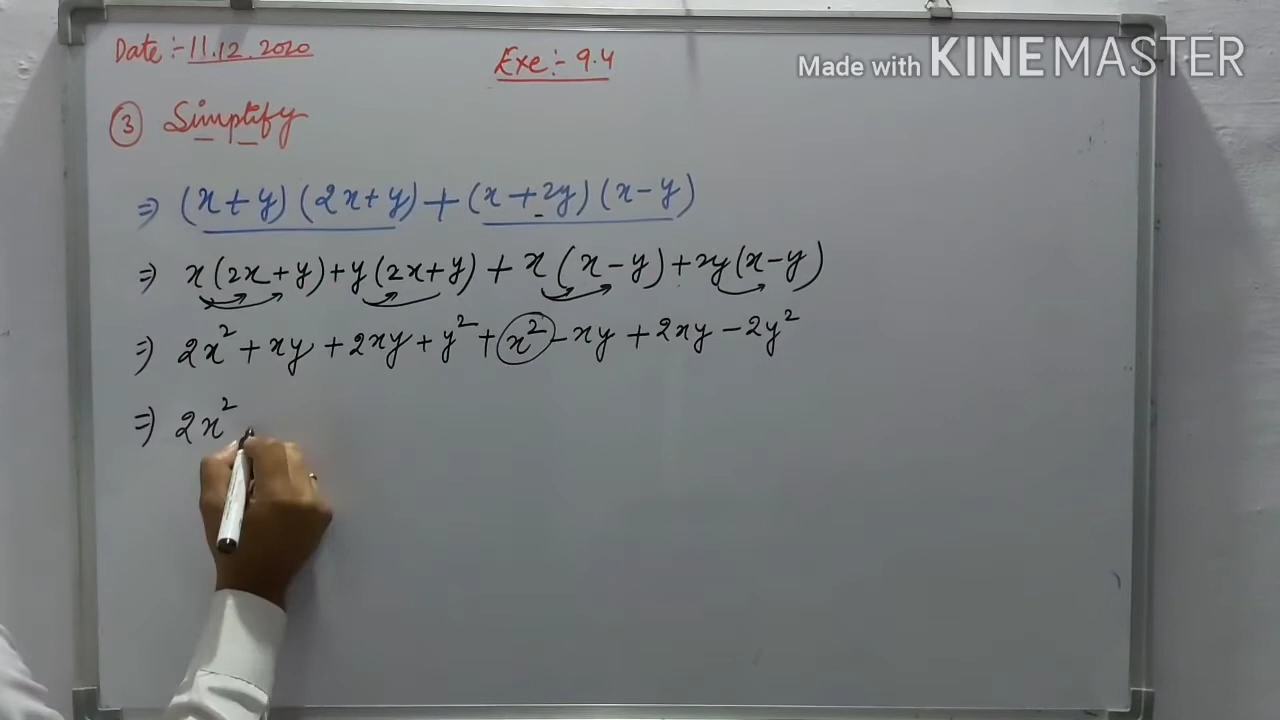 Date :- 11.12.2020
Exe:- 9.4
Made with KINEMASTER
③ Simplify
⇒ (x+y)(2x+y)+(x+2y)(x-y)
⇒ x(2x+y)+y(2x+y)+x(x-y)+2y(x-y)
⇒ 2x²+xy+2xy+y²+x²-xy+2xy-2y²
⇒ 2x²